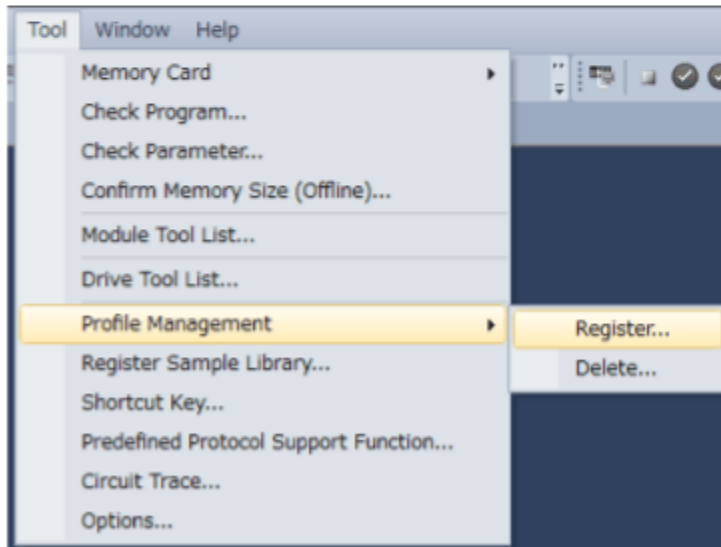 Tool Window Help
Memory Card
Check Program...
Check Parameter...
Confirm Memory Size (Offline)...
Module Tool List...
Drive Tool List...
Profile Management
Register...
Delete...
Register Sample Library...
Shortcut Key...
Predefined Protocol Support Function...
Circuit Trace...
Options...